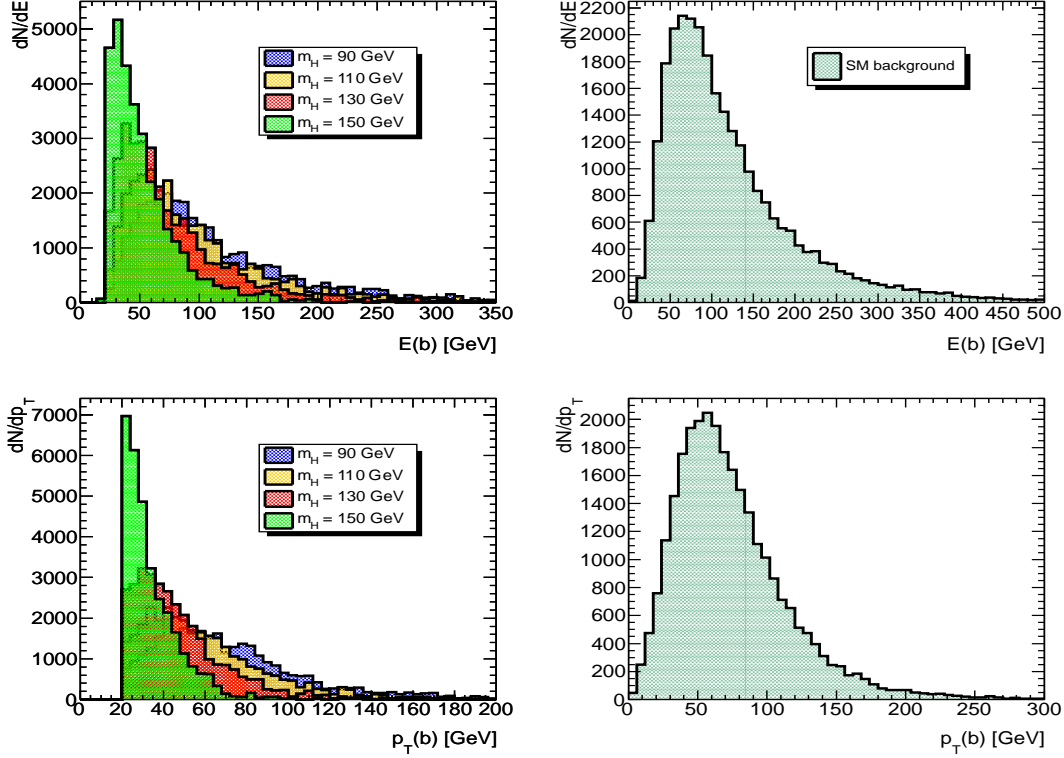 dN/dE
5000
4000
3000
2000
1000
0
m_H = 90 GeV
m_H = 110 GeV
m_H = 130 GeV
m_H = 150 GeV
0 50 100 150 200 250 300 350
E(b) [GeV]
dN/dE
2200
2000
1800
1600
1400
1200
1000
800
600
400
200
0
SM background
0 50 100 150 200 250 300 350 400 450 500
E(b) [GeV]
dN/dp_T
7000
6000
5000
4000
3000
2000
1000
0
m_H = 90 GeV
m_H = 110 GeV
m_H = 130 GeV
m_H = 150 GeV
0 20 40 60 80 100 120 140 160 180 200
p_T(b) [GeV]
dN/dp_T
2000
1800
1600
1400
1200
1000
800
600
400
200
0
0 50 100 150 200 250 300
p_T(b) [GeV]